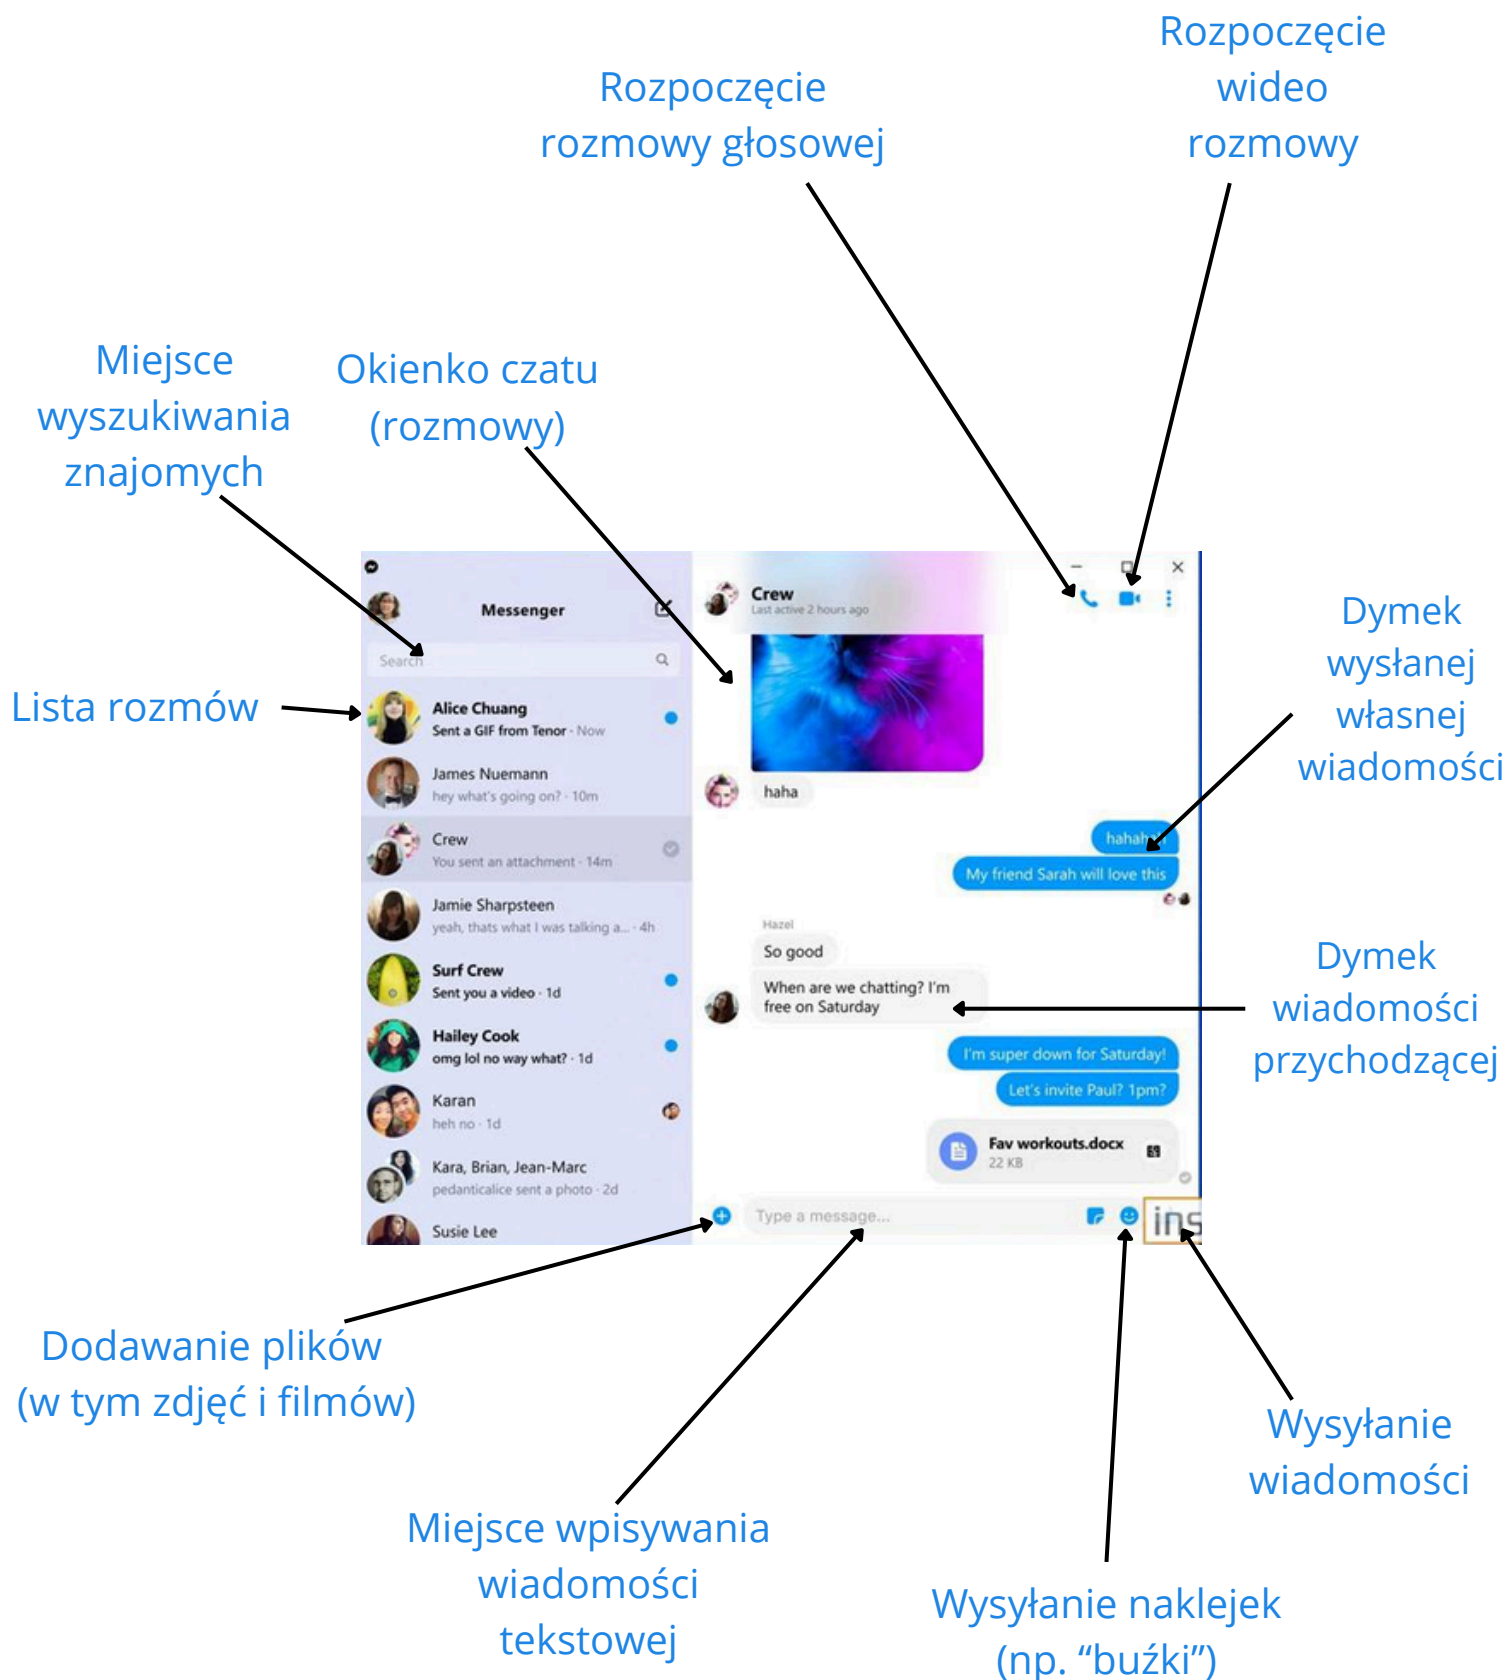 Rozpoczęcie
wideo
rozmowy
Rozpoczęcie
rozmowy głosowej
Miejsce
wyszukiwania
znajomych
Okienko czatu
(rozmowy)
Lista rozmów
Messenger
Search
Alice Chuang
Sent a GIF from Tenor · Now
James Nuemann
hey what's going on? · 10m
Crew
You sent an attachment · 14m
Jamie Sharpsteen
yeah, thats what I was talking a... · 4h
Surf Crew
Sent you a video · 1d
Hailey Cook
omg lol no way what? · 1d
Karan
heh no · 1d
Kara, Brian, Jean-Marc
pedanticalice sent a photo · 2d
Susie Lee
Crew
Last active 2 hours ago
haha
My friend Sarah will love this
Hazel
So good
When are we chatting? I'm
free on Saturday
I'm super down for Saturday!
Let's invite Paul? 1pm?
Fav workouts.docx
22 KB
Type a message...
ins
Dymek
wysłanej
własnej
wiadomości
Dymek
wiadomości
przychodzącej
Dodawanie plików
(w tym zdjęć i filmów)
Miejsce wpisywania
wiadomości
tekstowej
Wysyłanie naklejek
(np. “buźki”)
Wysyłanie
wiadomości